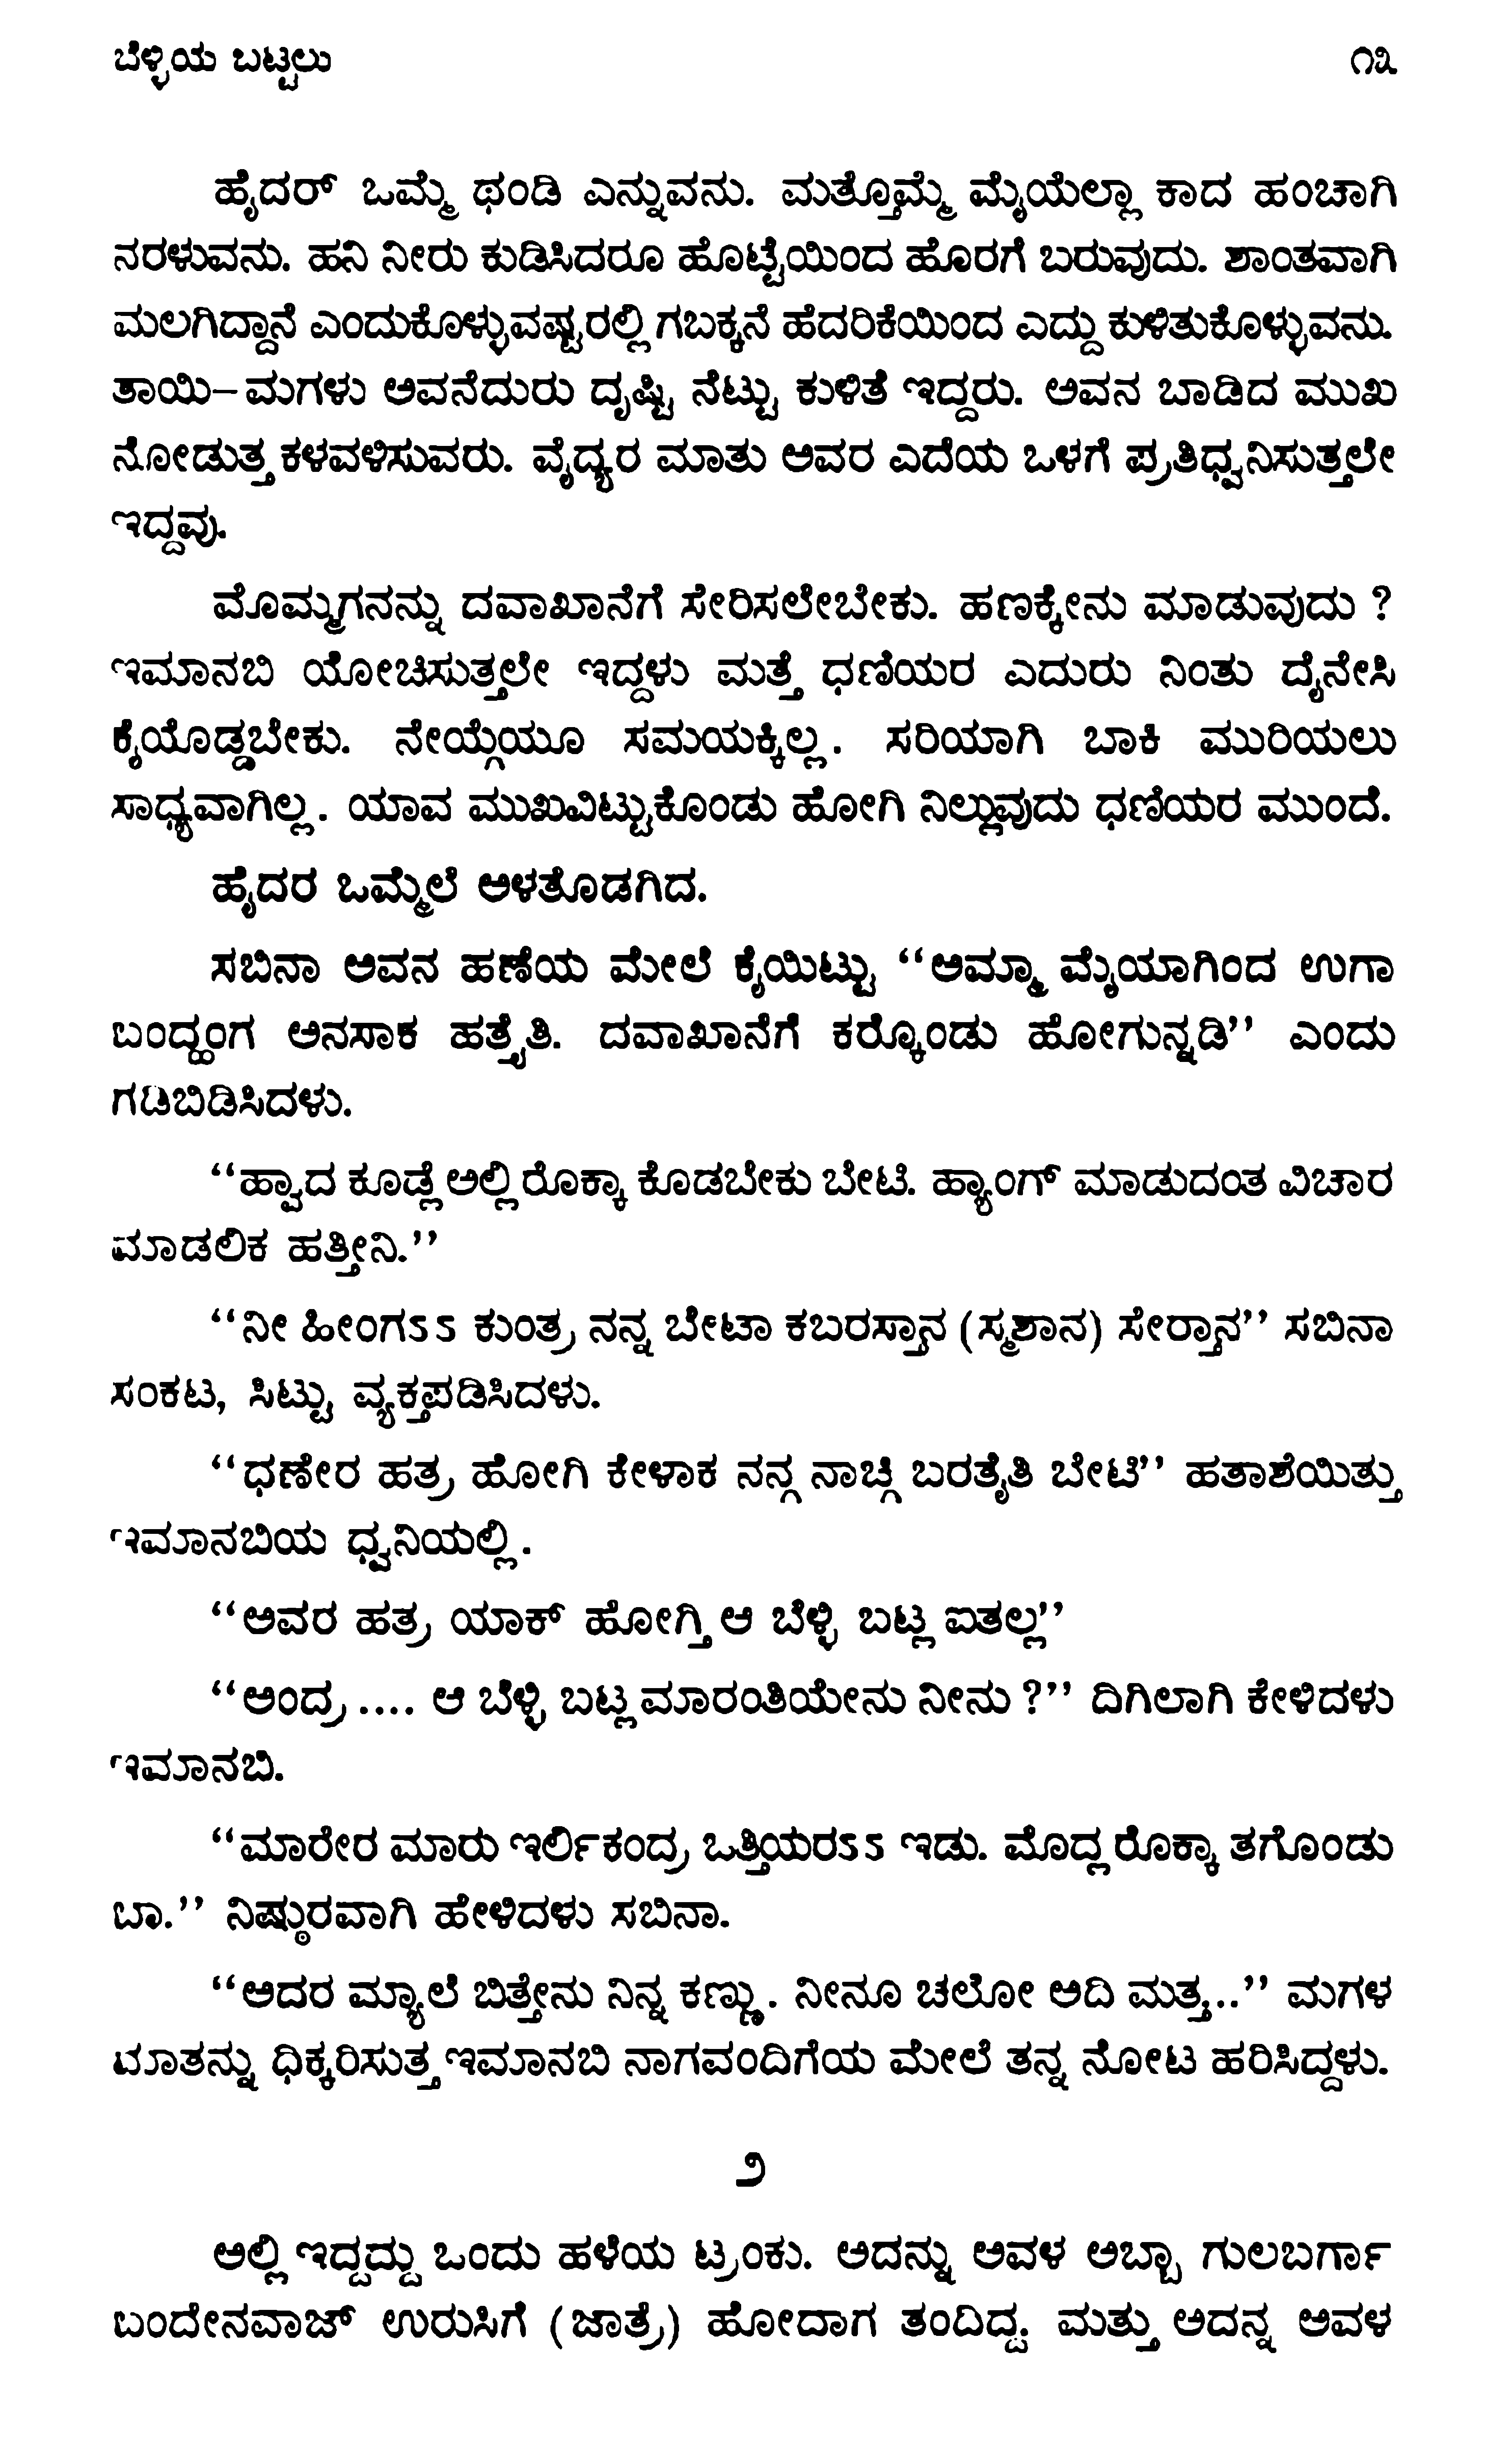 ಬೆಳ್ಳಿಯ ಬಟ್ಟಲು ೧೩
ಹೈದರ್ ಒಮ್ಮೆ ಥಂಡಿ ಎನ್ನುವನು. ಮತ್ತೊಮ್ಮೆ ಮೈಯೆಲ್ಲಾ ಕಾದ ಹಂಚಾಗಿ
ನರಳುವನು. ಹನಿ ನೀರು ಕುಡಿಸಿದರೂ ಹೊಟ್ಟೆಯಿಂದ ಹೊರಗೆ ಬರುವುದು. ಶಾಂತವಾಗಿ
ಮಲಗಿದ್ದಾನೆ ಎಂದುಕೊಳ್ಳುವಷ್ಟರಲ್ಲಿ ಗಬಕ್ಕನೆ ಹೆದರಿಕೆಯಿಂದ ಎದ್ದು ಕುಳಿತುಕೊಳ್ಳುವನು.
ತಾಯಿ-ಮಗಳು ಅವನೆದುರು ದೃಷ್ಟಿ ನೆಟ್ಟು ಕುಳಿತೆ ಇದ್ದರು. ಅವನ ಬಾಡಿದ ಮುಖ
ನೋಡುತ್ತ ಕಳವಳಿಸುವರು. ವೈದ್ಯರ ಮಾತು ಅವರ ಎದೆಯ ಒಳಗೆ ಪ್ರತಿಧ್ವನಿಸುತ್ತಲೇ
ಇದ್ದವು.
ಮೊಮ್ಮಗನನ್ನು ದವಾಖಾನೆಗೆ ಸೇರಿಸಲೇಬೇಕು. ಹಣಕ್ಕೇನು ಮಾಡುವುದು ?
ಇಮಾನಬಿ ಯೋಚಿಸುತ್ತಲೇ ಇದ್ದಳು ಮತ್ತೆ ಧಣಿಯರ ಎದುರು ನಿಂತು ದೈನೇಸಿ
ಕೈಯೊಡ್ಡಬೇಕು. ನೇಯ್ಗೆಯೂ ಸಮಯಕ್ಕಿಲ್ಲ. ಸರಿಯಾಗಿ ಬಾಕಿ ಮುರಿಯಲು
ಸಾಧ್ಯವಾಗಿಲ್ಲ. ಯಾವ ಮುಖವಿಟ್ಟುಕೊಂಡು ಹೋಗಿ ನಿಲ್ಲುವುದು ಧಣಿಯರ ಮುಂದೆ.
ಹೈದರ ಒಮ್ಮೆಲೆ ಅಳತೊಡಗಿದ.
ಸಬಿನಾ ಅವನ ಹಣೆಯ ಮೇಲೆ ಕೈಯಿಟ್ಟು “ಅಮ್ಮಾ ಮೈಯಾಗಿಂದ ಉಗಾ
ಬಂದ್ಹಂಗ ಅನಸಾಕ ಹತ್ತೈತಿ. ದವಾಖಾನೆಗೆ ಕರ್‍ಕೊಂಡು ಹೋಗುನ್ನಡಿ” ಎಂದು
ಗಡಿಬಿಡಿಸಿದಳು.
“ಹ್ವಾದ ಕೂಡ್ಲೆ ಅಲ್ಲಿ ರೊಕ್ಕಾ ಕೊಡಬೇಕು ಬೇಟಿ. ಹ್ಯಾಂಗ್ ಮಾಡುದಂತ ವಿಚಾರ
ಮಾಡಲಿಕ ಹತ್ತೀನಿ.”
“ನೀ ಹೀಂಗಽಽ ಕುಂತ್ರ ನನ್ನ ಬೇಟಾ ಕಬರಸ್ತಾನ (ಸ್ಮಶಾನ) ಸೇರ್‍ತಾನ” ಸಬಿನಾ
ಸಂಕಟ, ಸಿಟ್ಟು ವ್ಯಕ್ತಪಡಿಸಿದಳು.
“ಧಣೇರ ಹತ್ರ ಹೋಗಿ ಕೇಳಾಕ ನನ್ಗ ನಾಚ್ಗಿ ಬರತೈತಿ ಬೇಟಿ” ಹತಾಶೆಯಿತ್ತು
ಇಮಾನಬಿಯ ಧ್ವನಿಯಲ್ಲಿ.
“ಅವರ ಹತ್ರ ಯಾಕ್ ಹೋಗ್ತಿ ಆ ಬೆಳ್ಳಿ ಬಟ್ಲ ಐತಲ್ಲ”
“ಅಂದ್ರ .... ಆ ಬೆಳ್ಳಿ ಬಟ್ಲ ಮಾರಂತಿಯೇನು ನೀನು ?” ದಿಗಿಲಾಗಿ ಕೇಳಿದಳು
ಇಮಾನಬಿ.
“ಮಾರೇರ ಮಾರು ಇರ್ಲಿಕಂದ್ರ ಒತ್ತಿಯರಽಽ ಇಡು. ಮೊದ್ಲ ರೊಕ್ಕಾ ತಗೊಂಡು
ಬಾ.” ನಿಷ್ಠುರವಾಗಿ ಹೇಳಿದಳು ಸಬಿನಾ.
“ಅದರ ಮ್ಯಾಲೆ ಬಿತ್ತೇನು ನಿನ್ನ ಕಣ್ಣು. ನೀನೂ ಚಲೋ ಅದಿ ಮತ್ತ...” ಮಗಳ
ಮಾತನ್ನು ಧಿಕ್ಕರಿಸುತ್ತ ಇಮಾನಬಿ ನಾಗವಂದಿಗೆಯ ಮೇಲೆ ತನ್ನ ನೋಟ ಹರಿಸಿದ್ದಳು.
೨
ಅಲ್ಲಿ ಇದ್ದದ್ದು ಒಂದು ಹಳೆಯ ಟ್ರಂಕು. ಅದನ್ನು ಅವಳ ಅಬ್ಬಾ ಗುಲಬರ್ಗಾ
ಬಂದೇನವಾಜ್ ಉರುಸಿಗೆ (ಜಾತ್ರೆ) ಹೋದಾಗ ತಂದಿದ್ದ. ಮತ್ತು ಅದನ್ನ ಅವಳ